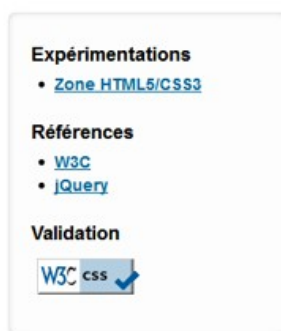 Expérimentations
Zone HTML5/CSS3
Références
W3C
jQuery
Validation
W3C css